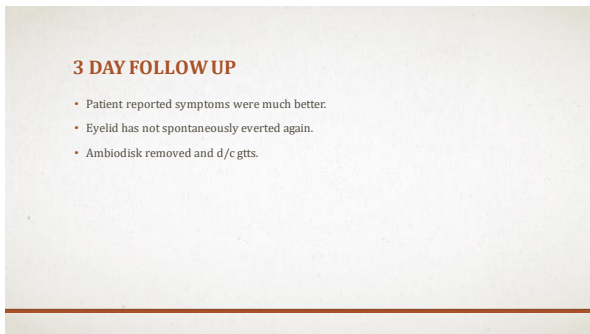 3 DAY FOLLOW UP
• Patient reported symptoms were much better.
• Eyelid has not spontaneously everted again.
• Ambiodisk removed and d/c gtts.